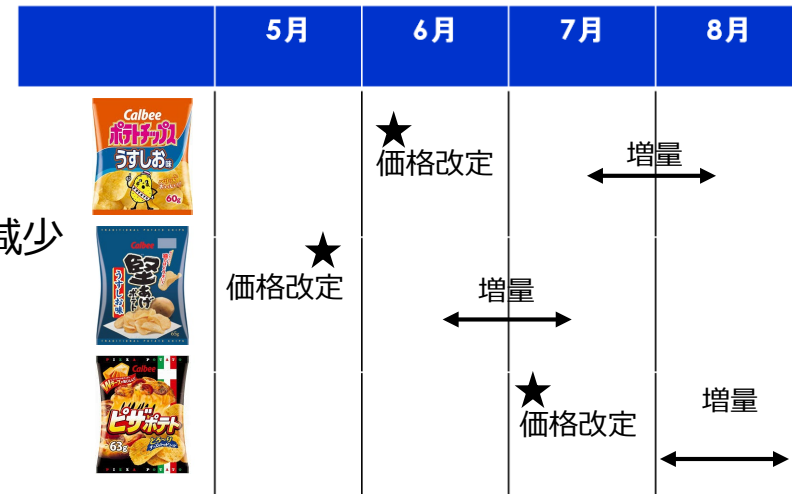 5月 6月 7月 8月
Calbee
ポテトチップス
うすしお味
60g
価格改定
増量
減少
Calbee
堅あげ
ポテト
うすしお味
価格改定
増量
PIZZA POTATO
Calbee
ピザポテト
63g
価格改定
増量